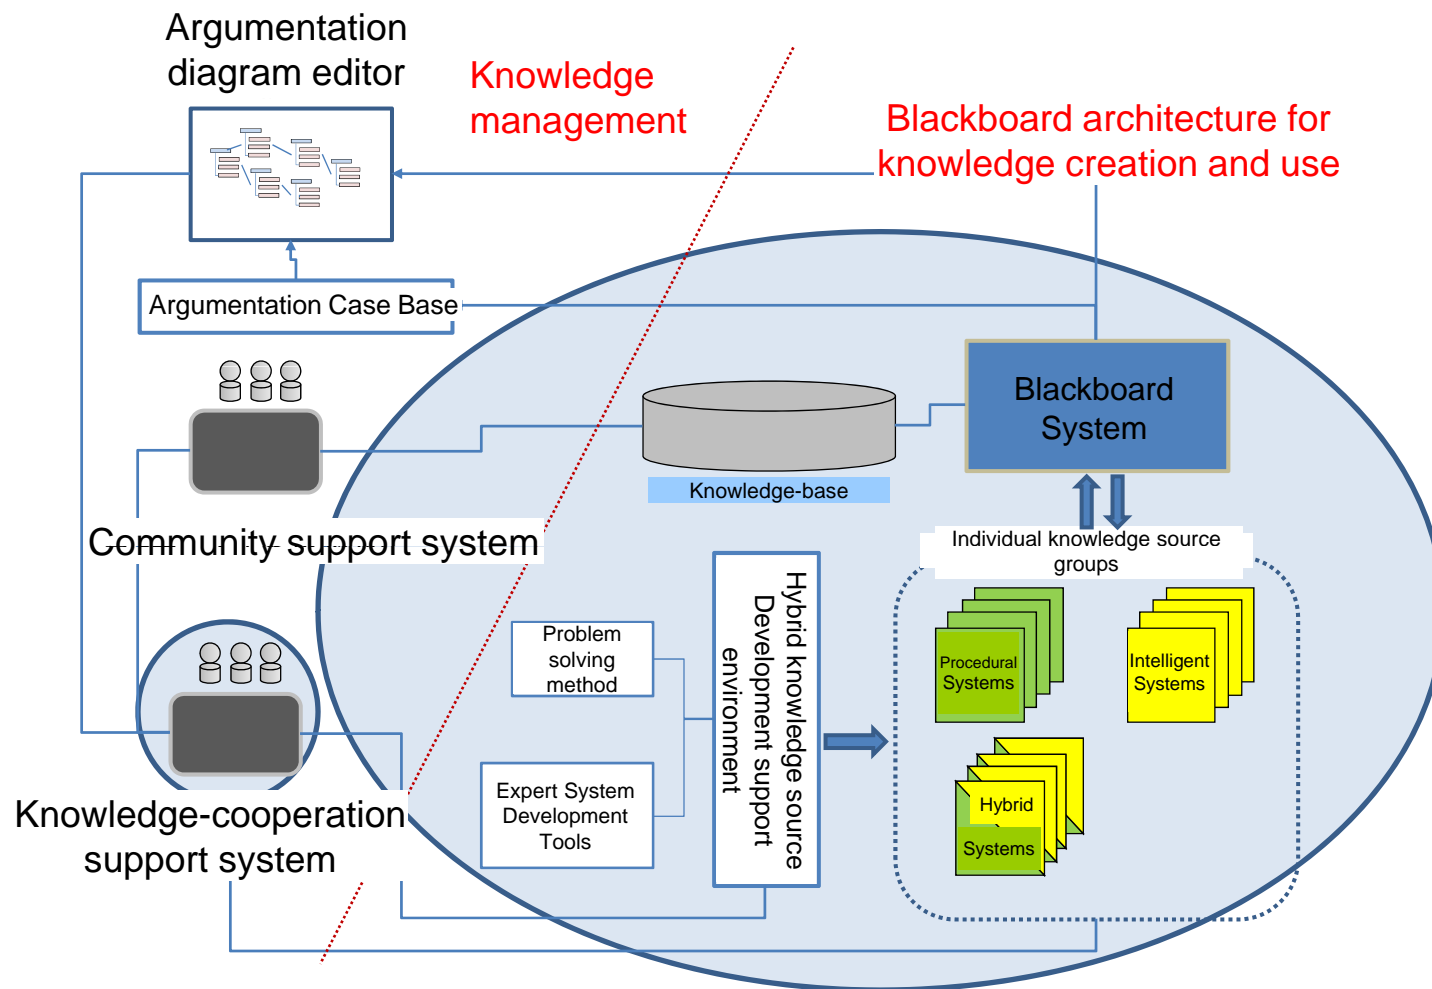 Argumentation
diagram editor
Knowledge
management
Blackboard architecture for
knowledge creation and use
Argumentation Case Base
Blackboard
System
Knowledge-base
Community support system
Individual knowledge source
groups
Hybrid knowledge source
Development support
environment
Problem
solving
method
Procedural
Systems
Intelligent
Systems
Expert System
Development
Tools
Hybrid
Systems
Knowledge-cooperation
support system